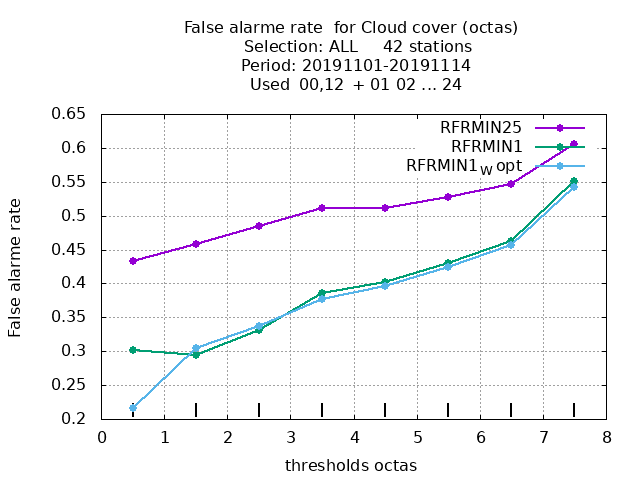 False alarme rate for Cloud cover (octas)
Selection: ALL 42 stations
Period: 20191101-20191114
Used 00,12 + 01 02 ... 24
RFRMIN25
RFRMIN1
RFRMIN1W opt
0.65
0.6
0.55
0.5
0.45
0.4
0.35
0.3
0.25
0.2
False alarme rate
0 1 2 3 4 5 6 7 8
thresholds octas